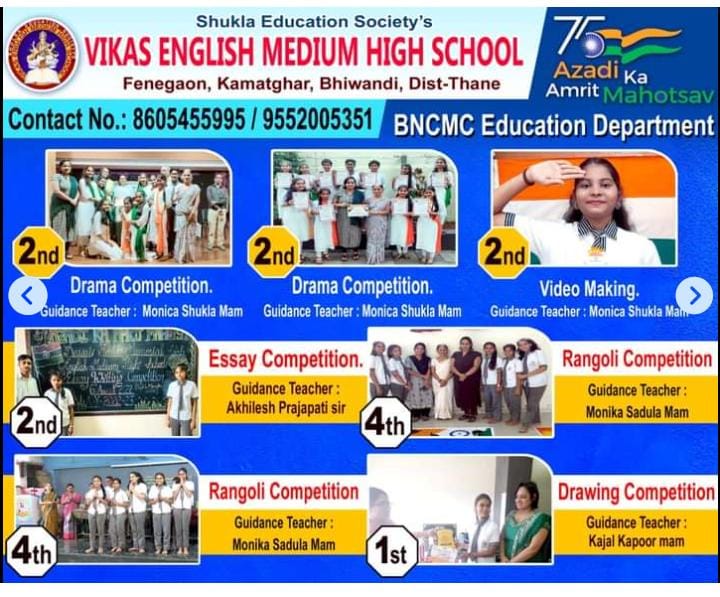 Shukla Education Society's
VIKAS ENGLISH MEDIUM HIGH SCHOOL
Fenegaon, Kamatghar, Bhiwandi, Dist-Thane
75
Azadi Ka
Amrit Mahotsav
Contact No.: 8605455995 / 9552005351
BNCMC Education Department
2nd
Drama Competition.
Guidance Teacher : Monica Shukla Mam
2nd
Drama Competition.
Guidance Teacher : Monica Shukla Mam
2nd
Video Making.
Guidance Teacher : Monica Shukla Mam
2nd
Essay Competition.
Guidance Teacher :
Akhilesh Prajapati sir
4th
Rangoli Competition
Guidance Teacher :
Monika Sadula Mam
4th
Rangoli Competition
Guidance Teacher :
Monika Sadula Mam
1st
Drawing Competition
Guidance Teacher :
Kajal Kapoor mam